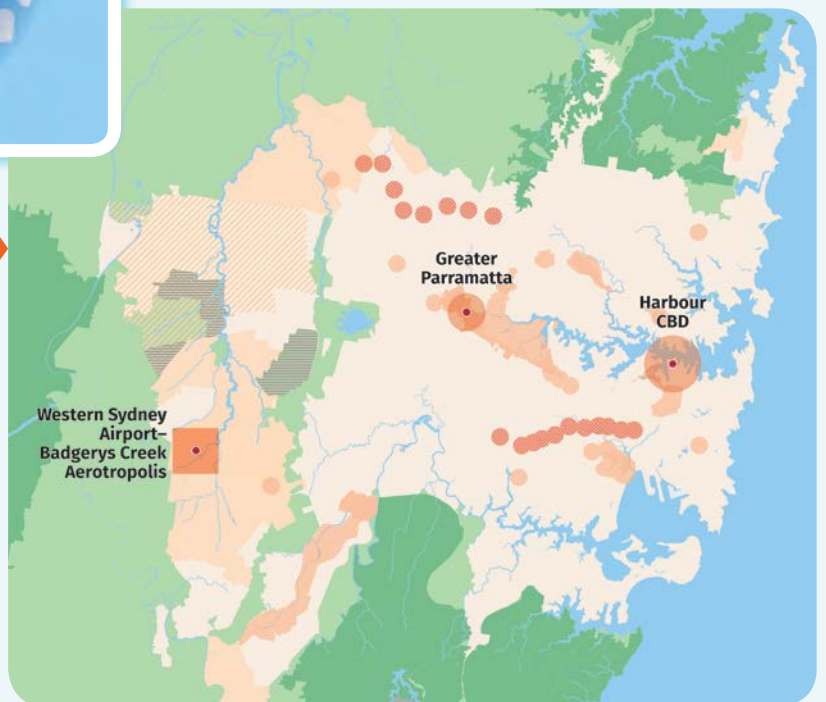 Greater
Parramatta
Harbour
CBD
Western Sydney
Airport–
Badgerys Creek
Aerotropolis